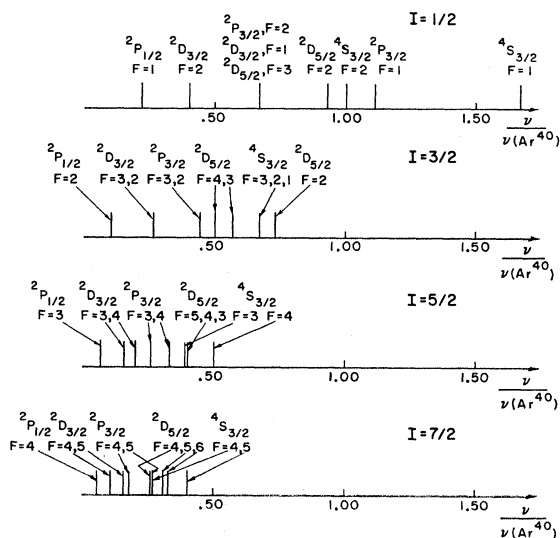 ²P₃/₂,F=2 I=1/2
²P₁/₂ ²D₃/₂ ²D₃/₂,F=1 ²D₅/₂ ⁴S₃/₂ ²P₃/₂ ⁴S₃/₂
F=1 F=2 ²D₅/₂,F=3 F=2 F=2 F=1 F=1
.50 1.00 1.50 ν/ν(Ar⁴⁰)
I=3/2
²P₁/₂ ²D₃/₂ ²P₃/₂ ²D₅/₂ ⁴S₃/₂ ²D₅/₂
F=2 F=3,2 F=3,2 F=4,3 F=3,2,1 F=2
.50 1.00 1.50 ν/ν(Ar⁴⁰)
I=5/2
²P₁/₂ ²D₃/₂ ²P₃/₂ ²D₅/₂ ⁴S₃/₂
F=3 F=3,4 F=3,4 F=5,4,3 F=3 F=4
.50 1.00 1.50 ν/ν(Ar⁴⁰)
I=7/2
²P₁/₂ ²D₃/₂ ²P₃/₂ ²D₅/₂ ⁴S₃/₂
F=4 F=4,5 F=4,5 F=4,5,6 F=4,5
.50 1.00 1.50 ν/ν(Ar⁴⁰)